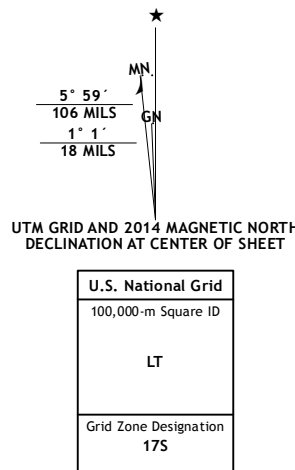 ★
MN.
5° 59´
106 MILS
GN
1° 1´
18 MILS
UTM GRID AND 2014 MAGNETIC NORTH
DECLINATION AT CENTER OF SHEET
U.S. National Grid
100,000-m Square ID
LT
Grid Zone Designation
17S